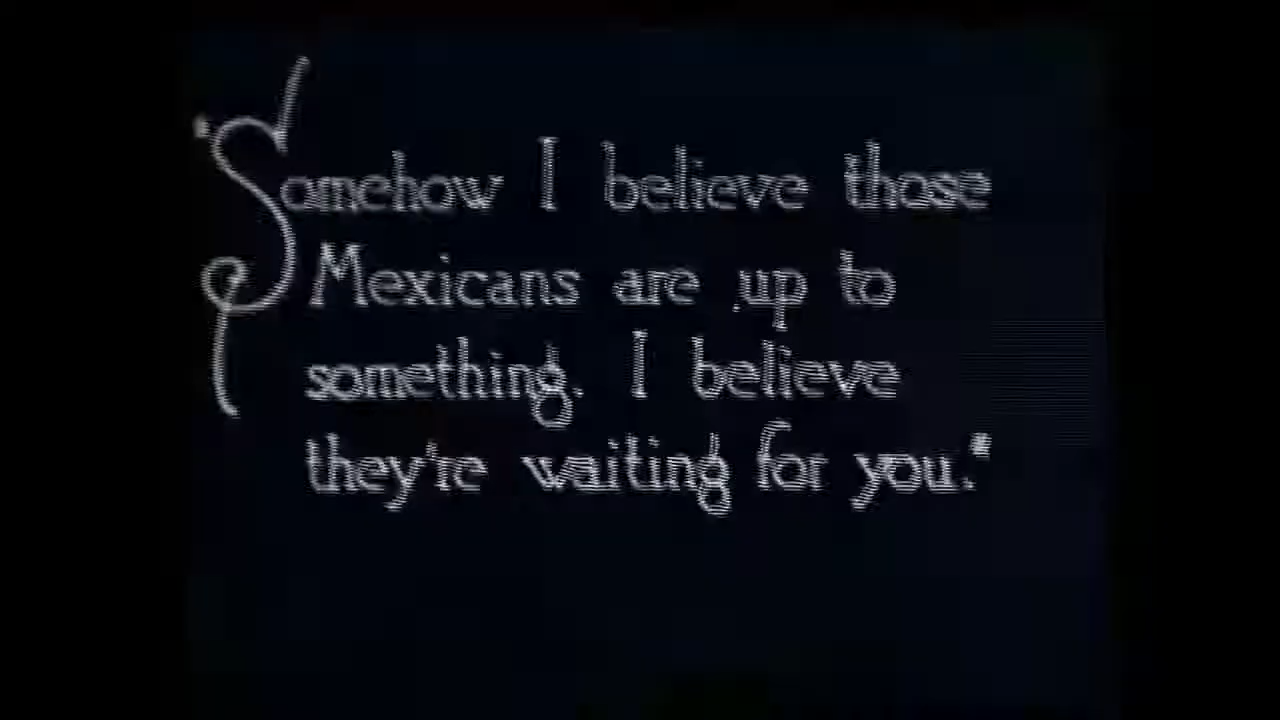 "Somehow I believe those
Mexicans are up to
something. I believe
they're waiting for you."